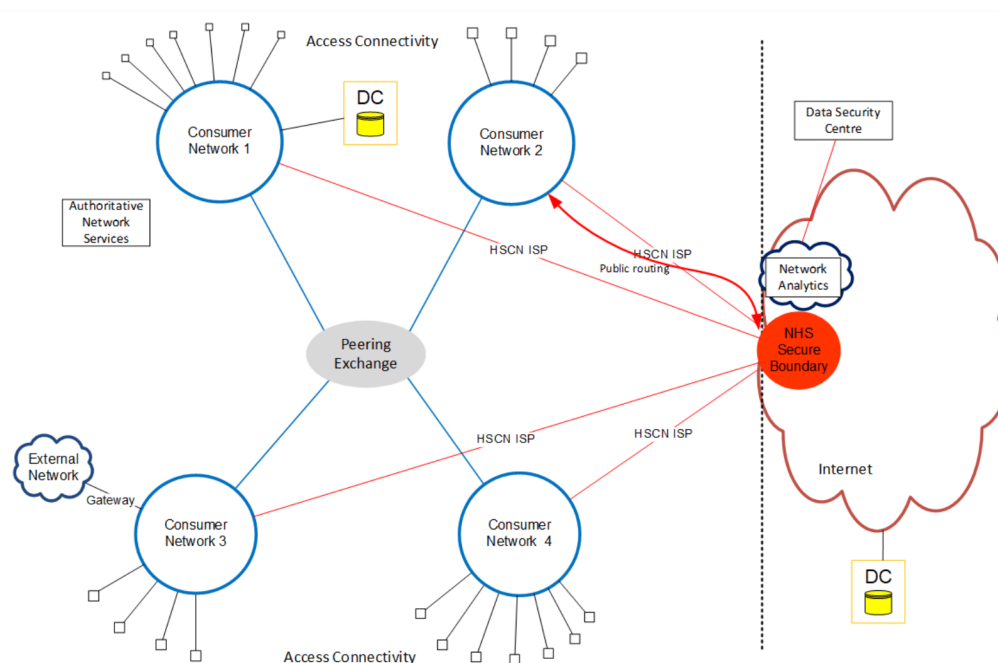 Access Connectivity
DC
Consumer
Network 1
Consumer
Network 2
Data Security
Centre
Authoritative
Network
Services
HSCN ISP
HSCN ISP
Public routing
Network
Analytics
NHS
Secure
Boundary
Peering
Exchange
HSCN ISP
HSCN ISP
External
Network
Gateway
Internet
Consumer
Network 3
Consumer
Network 4
DC
Access Connectivity